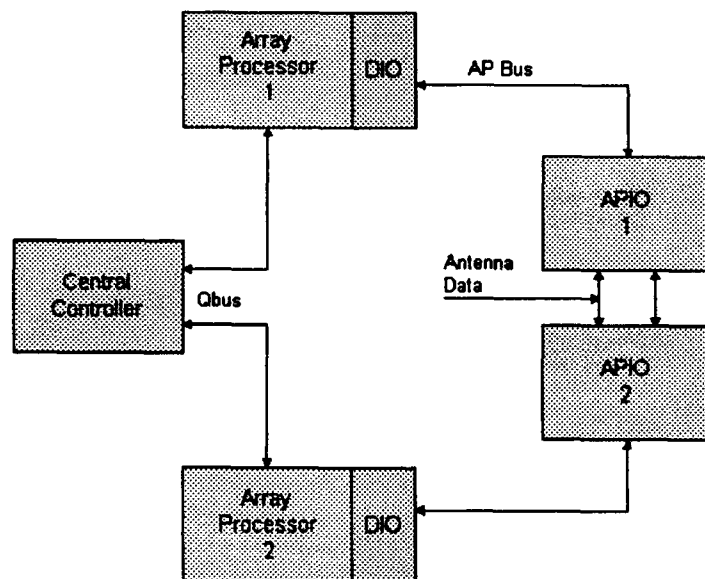 Array
Processor
1
DIO
AP Bus
APIO
1
Central
Controller
Qbus
Antenna
Data
APIO
2
Array
Processor
2
DIO